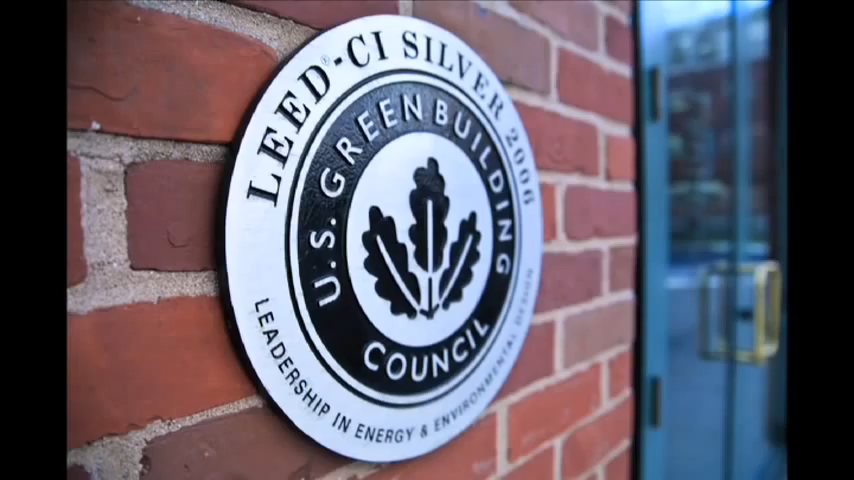 LEED®-CI SILVER 2006
U.S. GREEN BUILDING
COUNCIL
LEADERSHIP IN ENERGY & ENVIRONMENTAL DESIGN